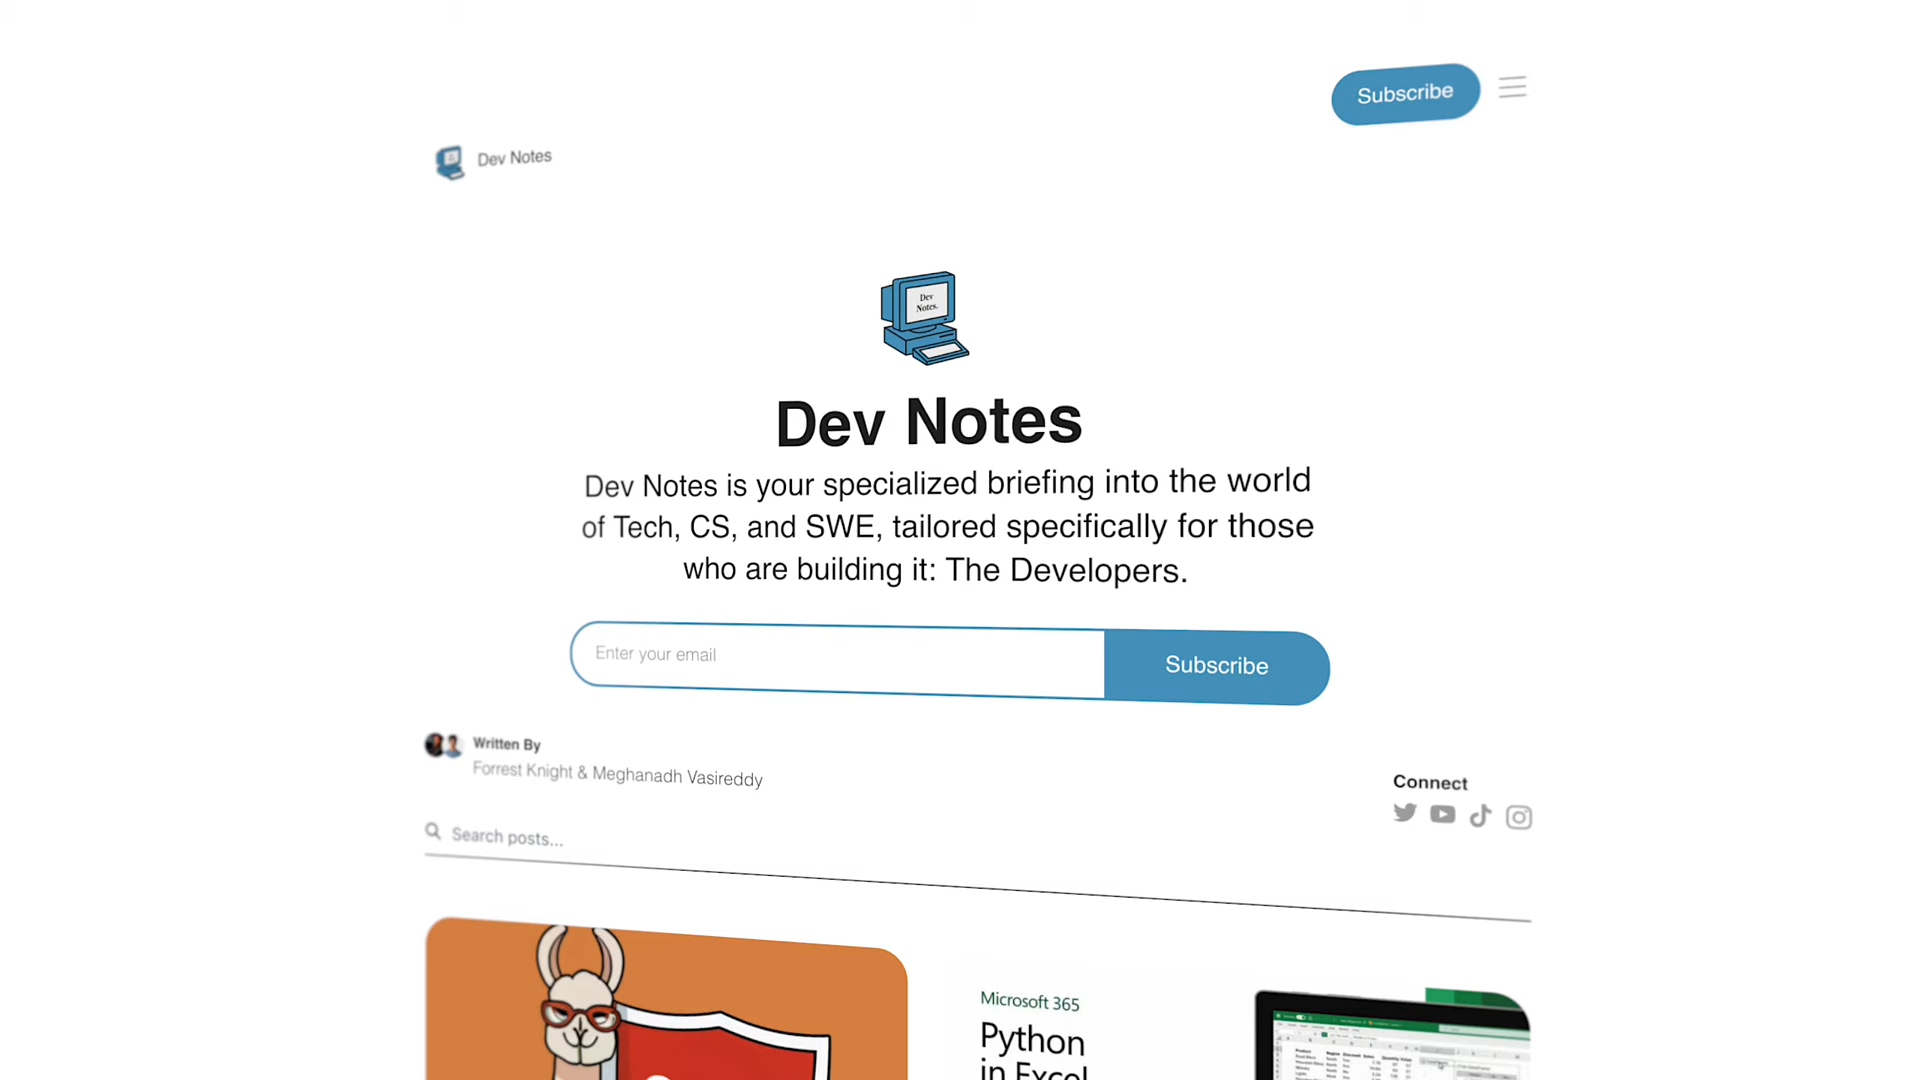 Subscribe
Dev Notes
Dev
Notes.
Dev Notes
Dev Notes is your specialized briefing into the world
of Tech, CS, and SWE, tailored specifically for those
who are building it: The Developers.
Enter your email
Subscribe
Written By
Forrest Knight & Meghanadh Vasireddy
Connect
Search posts...
Microsoft 365
Python
in Excel